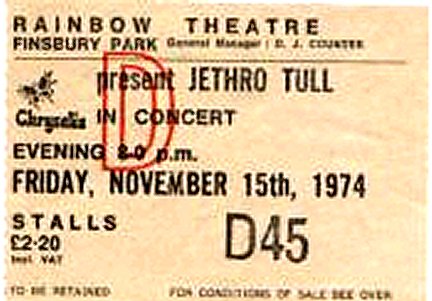 RAINBOW THEATRE
FINSBURY PARK General Manager: D. J. COUNTER
present JETHRO TULL
Chrysalis IN CONCERT
D
EVENING 8-0 p.m.
FRIDAY, NOVEMBER 15th, 1974
STALLS
£2·20
incl. VAT
D45
TO BE RETAINED FOR CONDITIONS OF SALE SEE OVER